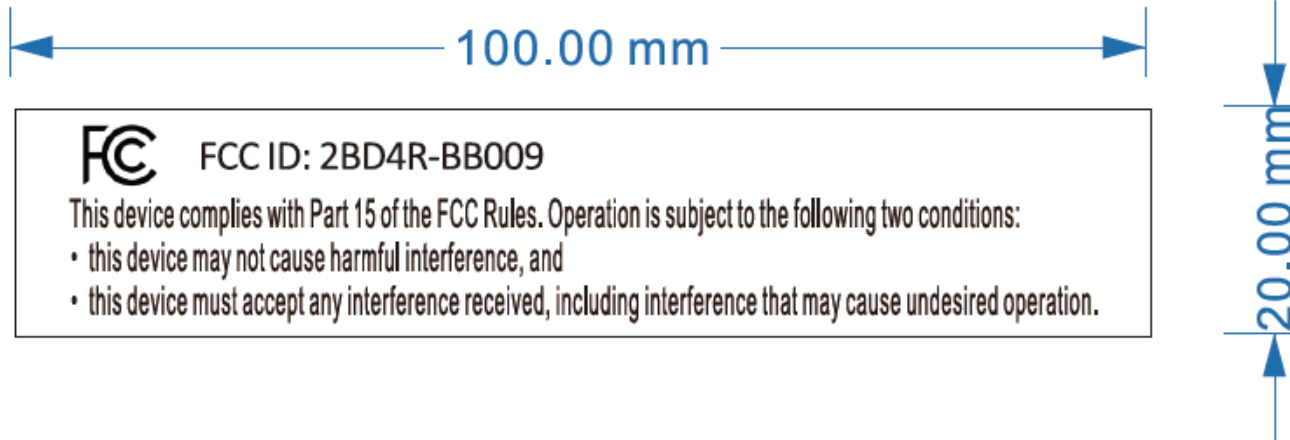 100.00 mm
FC FCC ID: 2BD4R-BB009
This device complies with Part 15 of the FCC Rules. Operation is subject to the following two conditions:
• this device may not cause harmful interference, and
• this device must accept any interference received, including interference that may cause undesired operation.
20.00 mm